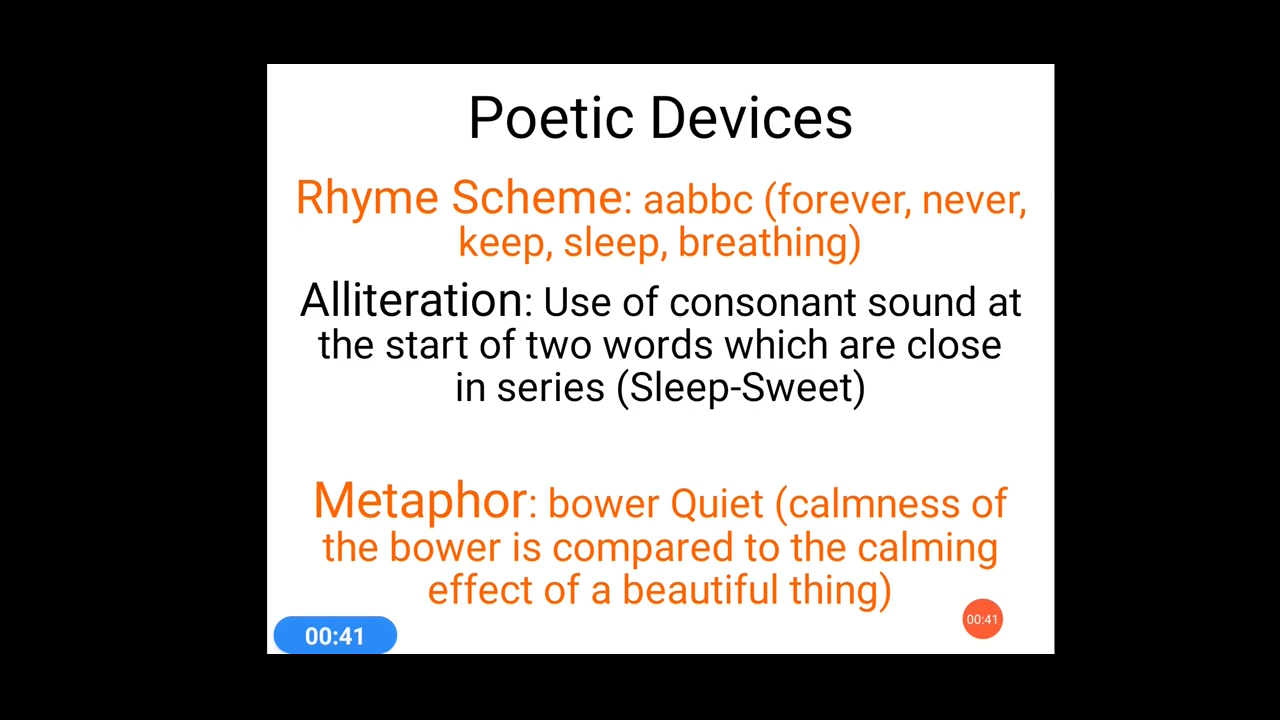 Poetic Devices
Rhyme Scheme: aabbc (forever, never,
keep, sleep, breathing)
Alliteration: Use of consonant sound at
the start of two words which are close
in series (Sleep-Sweet)
Metaphor: bower Quiet (calmness of
the bower is compared to the calming
effect of a beautiful thing)
00:41
00:41